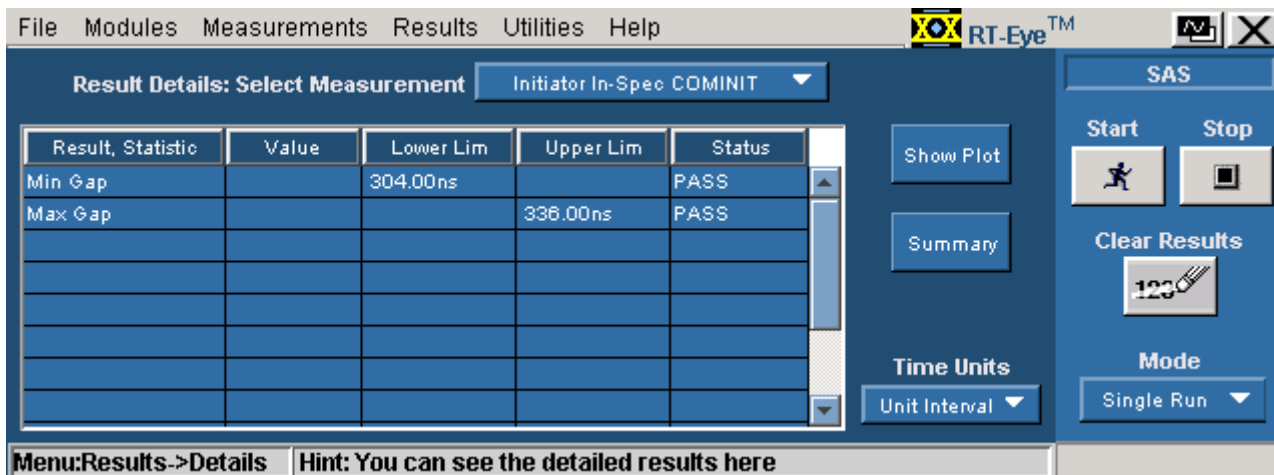 File Modules Measurements Results Utilities Help RT-Eye™
Result Details: Select Measurement Initiator In-Spec COMINIT
SAS
Result, Statistic Value Lower Lim Upper Lim Status
Min Gap 304.00ns PASS
Max Gap 336.00ns PASS
Show Plot
Summary
Time Units
Unit Interval
Start Stop
Clear Results
123
Mode
Single Run
Menu:Results->Details Hint: You can see the detailed results here